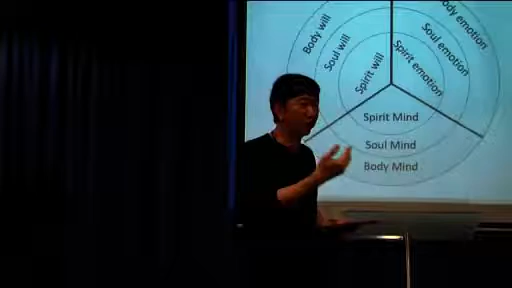 Body will
Soul will
Spirit will
Body emotion
Soul emotion
Spirit emotion
Spirit Mind
Soul Mind
Body Mind